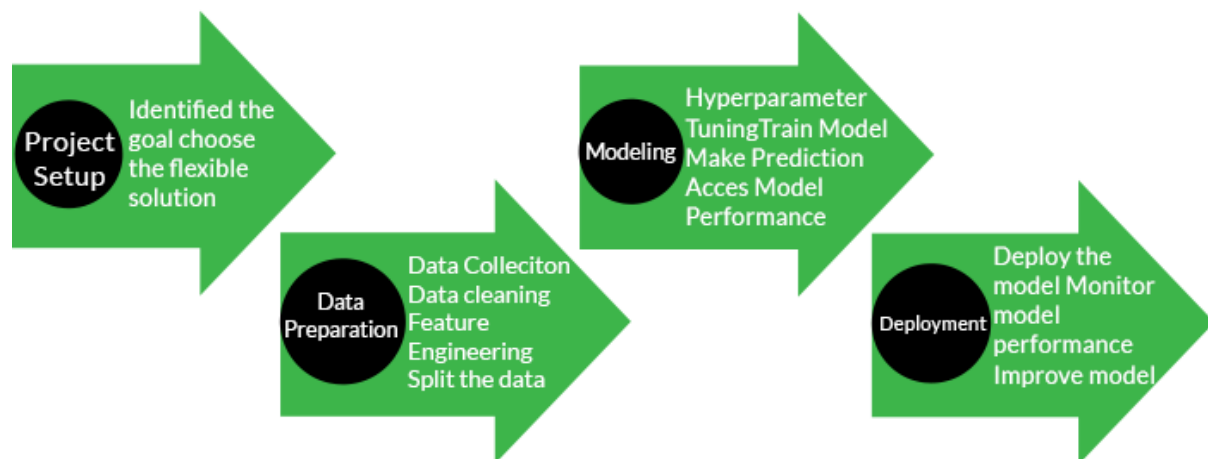 Project
Setup
Identified the
goal choose
the flexible
solution
Data
Preparation
Data Colleciton
Data cleaning
Feature
Engineering
Split the data
Modeling
Hyperparameter
TuningTrain Model
Make Prediction
Acces Model
Performance
Deployment
Deploy the
model Monitor
model
performance
Improve model